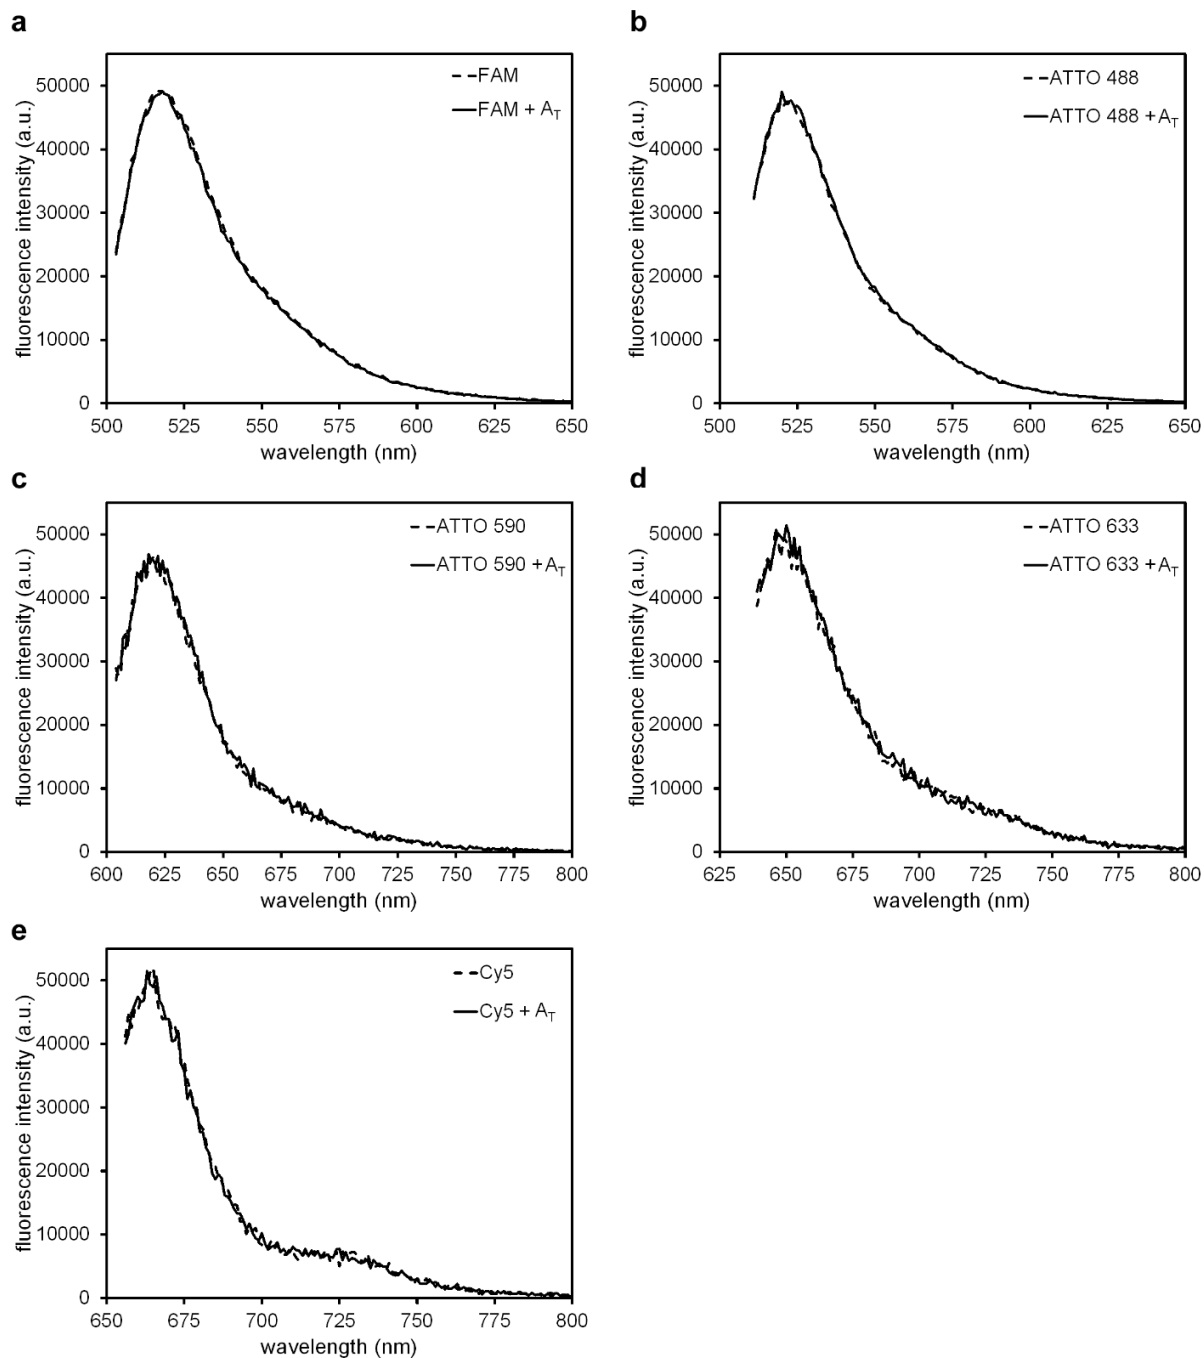 a
FAM
FAM + A_T
50000
40000
30000
20000
10000
0
fluorescence intensity (a.u.)
500 525 550 575 600 625 650
wavelength (nm)
b
ATTO 488
ATTO 488 +A_T
50000
40000
30000
20000
10000
0
fluorescence intensity (a.u.)
500 525 550 575 600 625 650
wavelength (nm)
c
ATTO 590
ATTO 590 +A_T
50000
40000
30000
20000
10000
0
fluorescence intensity (a.u.)
600 625 650 675 700 725 750 775 800
wavelength (nm)
d
ATTO 633
ATTO 633 +A_T
50000
40000
30000
20000
10000
0
fluorescence intensity (a.u.)
625 650 675 700 725 750 775 800
wavelength (nm)
e
Cy5
Cy5 + A_T
50000
40000
30000
20000
10000
0
fluorescence intensity (a.u.)
650 675 700 725 750 775 800
wavelength (nm)